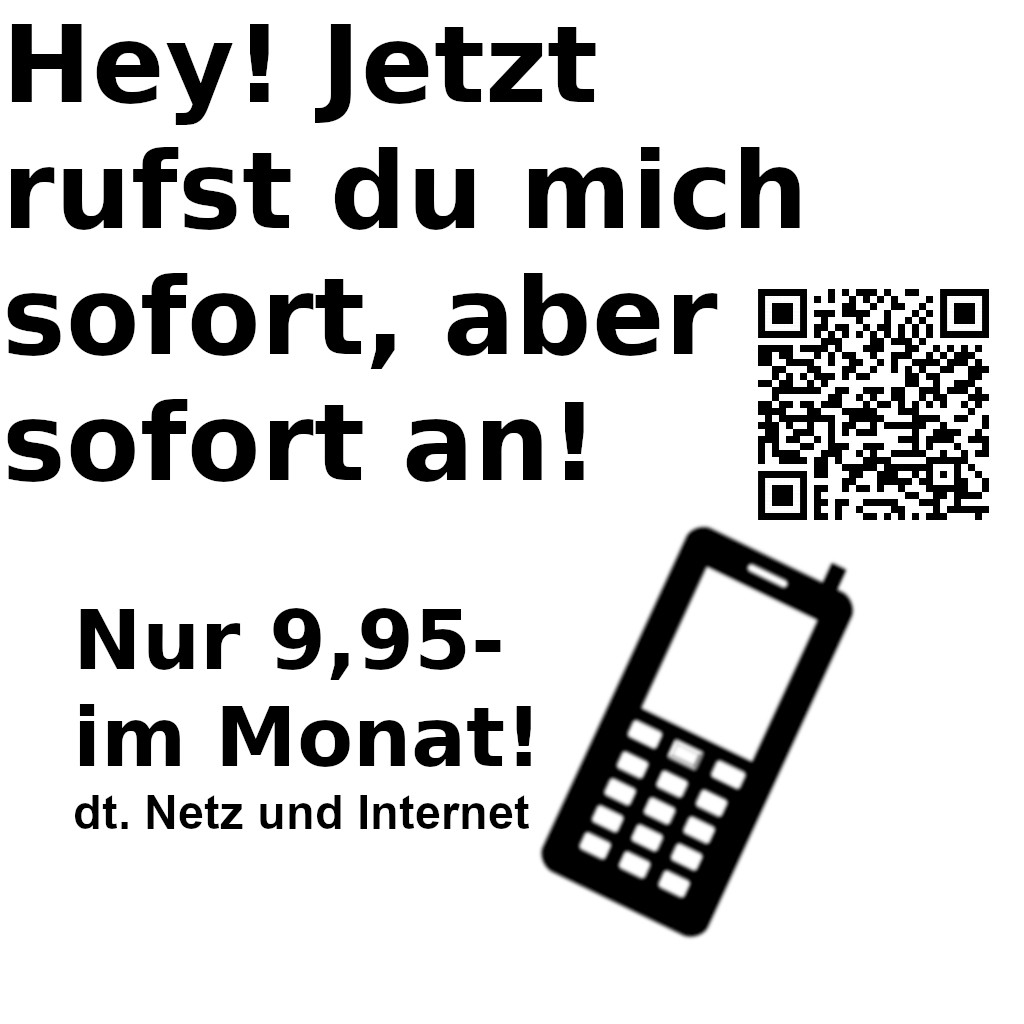 Hey! Jetzt
rufst du mich
sofort, aber
sofort an!
Nur 9,95-
im Monat!
dt. Netz und Internet